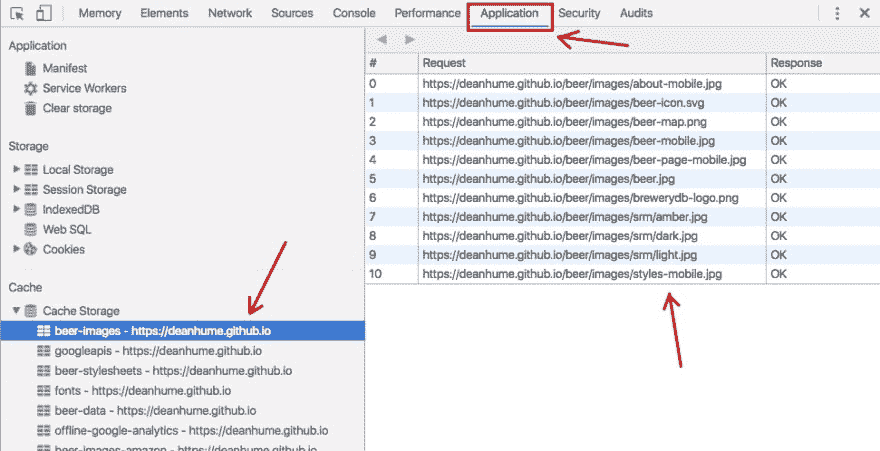 Memory Elements Network Sources Console Performance Application Security Audits
Application
Manifest
Service Workers
Clear storage
Storage
Local Storage
Session Storage
IndexedDB
Web SQL
Cookies
Cache
Cache Storage
beer-images - https://deanhume.github.io
googleapis - https://deanhume.github.io
beer-stylesheets - https://deanhume.github.io
fonts - https://deanhume.github.io
beer-data - https://deanhume.github.io
offline-google-analytics - https://deanhume.github.io
beer-images-amazon - https://deanhume.github.io
# Request Response
0 https://deanhume.github.io/beer/images/about-mobile.jpg OK
1 https://deanhume.github.io/beer/images/beer-icon.svg OK
2 https://deanhume.github.io/beer/images/beer-map.png OK
3 https://deanhume.github.io/beer/images/beer-mobile.jpg OK
4 https://deanhume.github.io/beer/images/beer-page-mobile.jpg OK
5 https://deanhume.github.io/beer/images/beer.jpg OK
6 https://deanhume.github.io/beer/images/brewerydb-logo.png OK
7 https://deanhume.github.io/beer/images/srm/amber.jpg OK
8 https://deanhume.github.io/beer/images/srm/dark.jpg OK
9 https://deanhume.github.io/beer/images/srm/light.jpg OK
10 https://deanhume.github.io/beer/images/styles-mobile.jpg OK